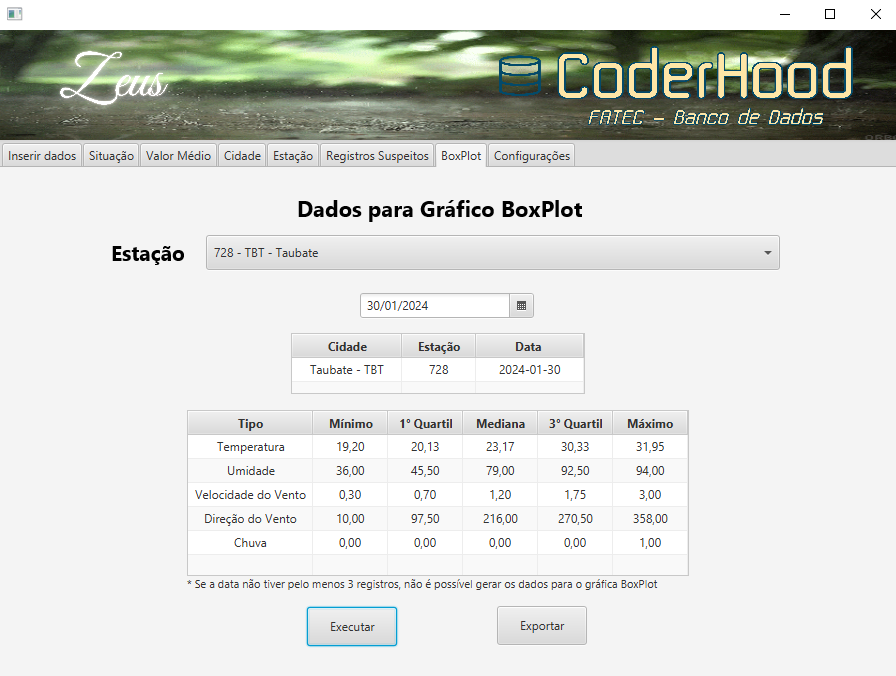 Zeus
CoderHood
FATEC - Banco de Dados
Inserir dados Situação Valor Médio Cidade Estação Registros Suspeitos BoxPlot Configurações
Dados para Gráfico BoxPlot
Estação 728 - TBT - Taubate
30/01/2024
Cidade Estação Data
Taubate - TBT 728 2024-01-30
Tipo Mínimo 1° Quartil Mediana 3° Quartil Máximo
Temperatura 19,20 20,13 23,17 30,33 31,95
Umidade 36,00 45,50 79,00 92,50 94,00
Velocidade do Vento 0,30 0,70 1,20 1,75 3,00
Direção do Vento 10,00 97,50 216,00 270,50 358,00
Chuva 0,00 0,00 0,00 0,00 1,00
* Se a data não tiver pelo menos 3 registros, não é possível gerar os dados para o gráfica BoxPlot
Executar Exportar